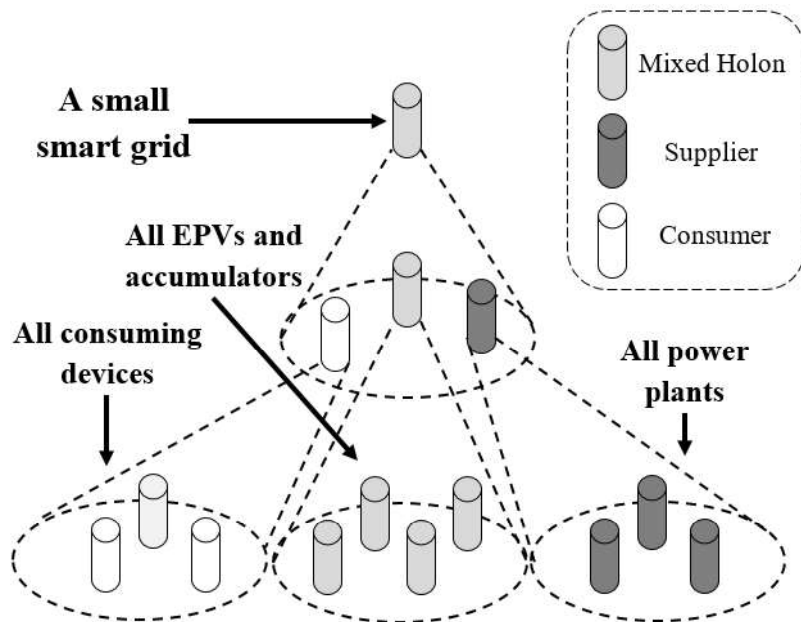 Mixed Holon
Supplier
Consumer
A small
smart grid
All EPVs and
accumulators
All consuming
devices
All power
plants